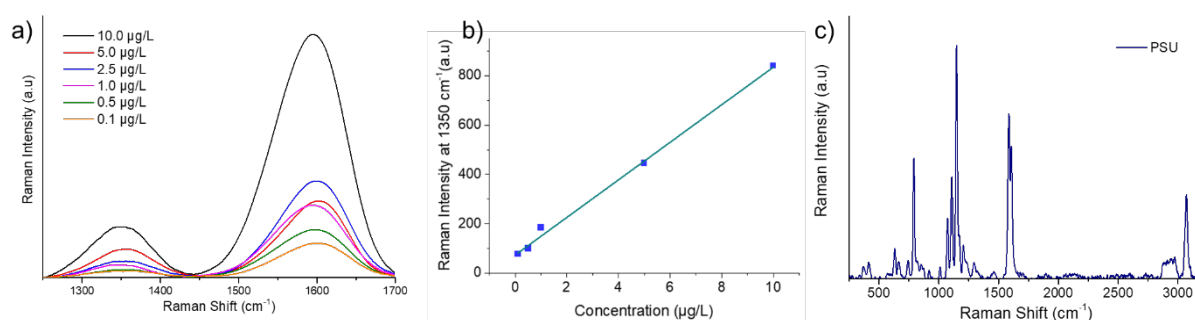 a)
10.0 µg/L
5.0 µg/L
2.5 µg/L
1.0 µg/L
0.5 µg/L
0.1 µg/L
Raman Intensity (a.u)
1300 1400 1500 1600 1700
Raman Shift (cm⁻¹)
b)
Raman Intensity at 1350 cm⁻¹(a.u)
800
600
400
200
0
0 2 4 6 8 10
Concentration (µg/L)
c)
PSU
Raman Intensity (a.u)
500 1000 1500 2000 2500 3000
Raman Shift (cm⁻¹)